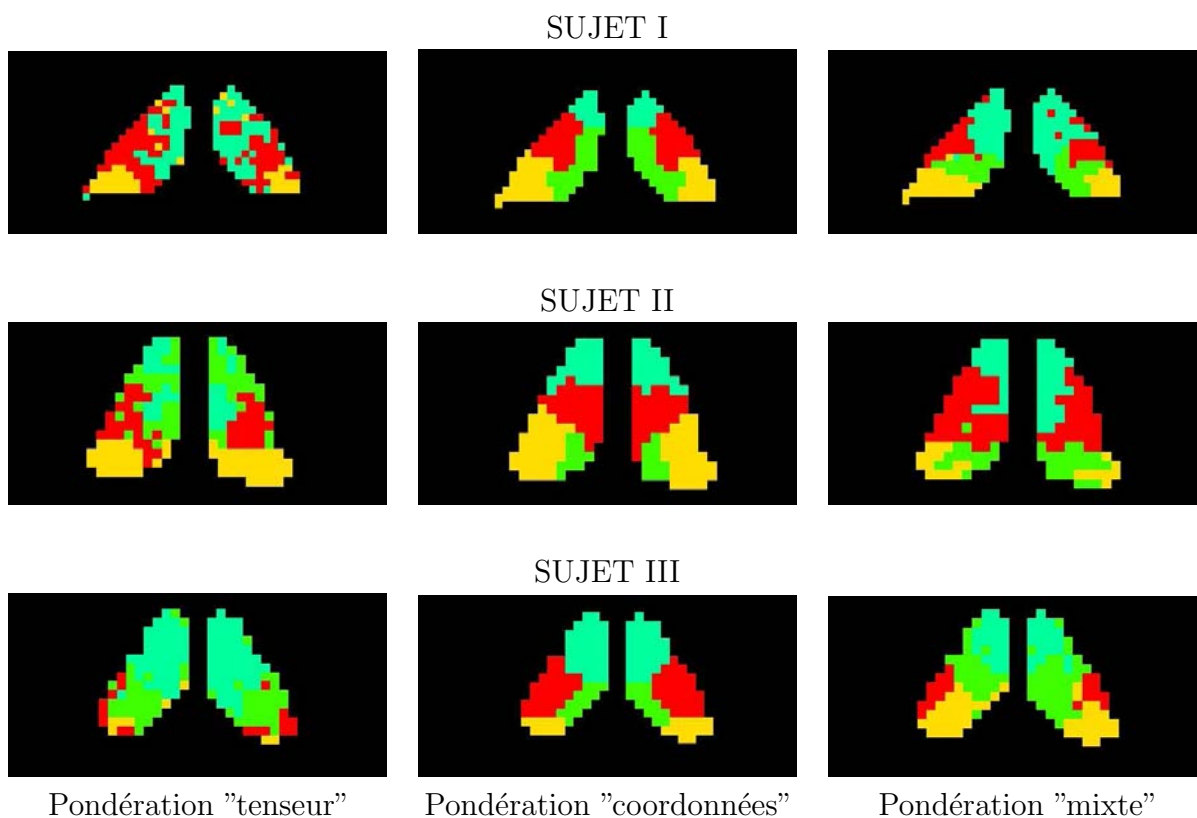 SUJET I
SUJET II
SUJET III
Pondération ”tenseur” Pondération ”coordonnées” Pondération ”mixte”